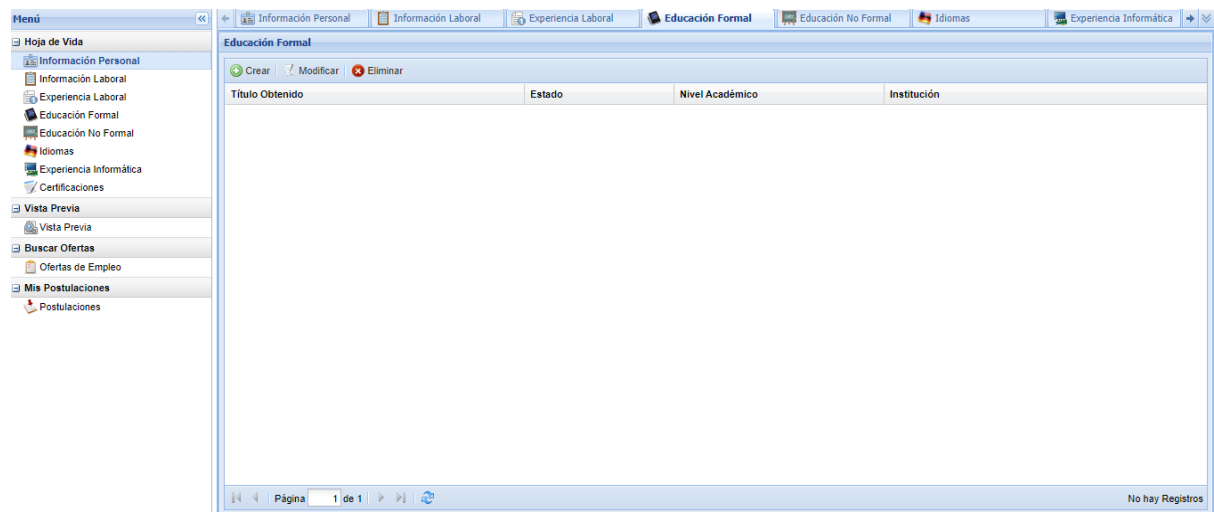 Menú
Hoja de Vida
Información Personal
Información Laboral
Experiencia Laboral
Educación Formal
Educación No Formal
Idiomas
Experiencia Informática
Certificaciones
Vista Previa
Vista Previa
Buscar Ofertas
Ofertas de Empleo
Mis Postulaciones
Postulaciones
Información Personal Información Laboral Experiencia Laboral Educación Formal Educación No Formal Idiomas Experiencia Informática
Educación Formal
Crear Modificar Eliminar
Título Obtenido Estado Nivel Académico Institución
Página 1 de 1 No hay Registros